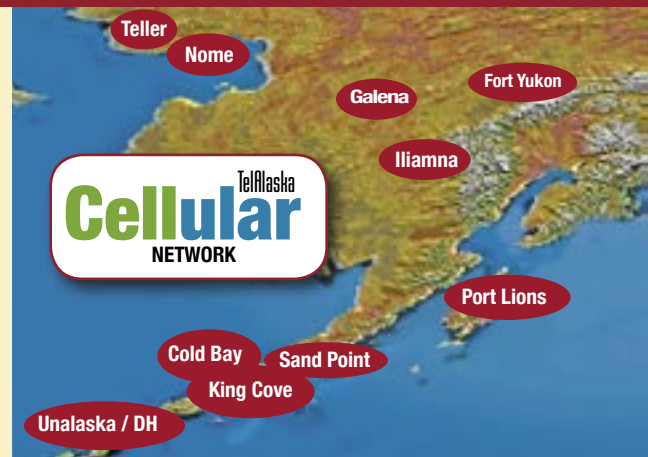 Teller
Nome
Galena
Fort Yukon
Iliamna
TelAlaska
Cellular
NETWORK
Port Lions
Cold Bay
Sand Point
King Cove
Unalaska / DH